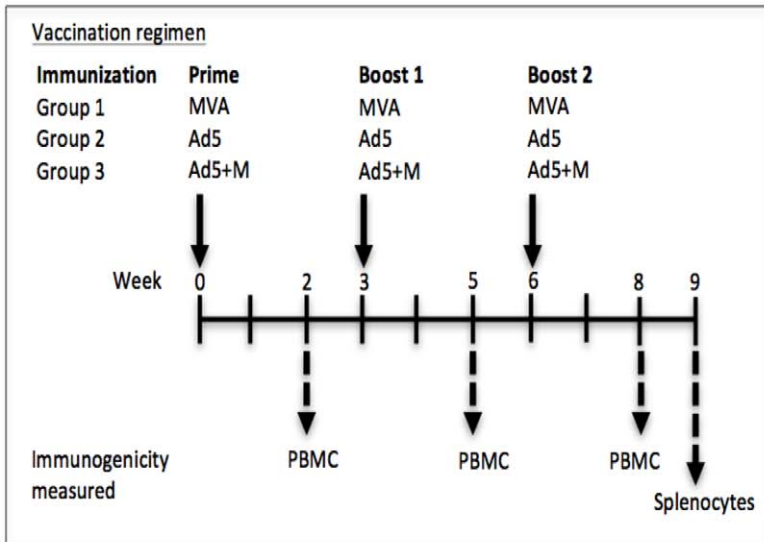 Vaccination regimen
Immunization Prime Boost 1 Boost 2
Group 1 MVA MVA MVA
Group 2 Ad5 Ad5 Ad5
Group 3 Ad5+M Ad5+M Ad5+M
Week 0 2 3 5 6 8 9
Immunogenicity PBMC PBMC PBMC
measured
Splenocytes